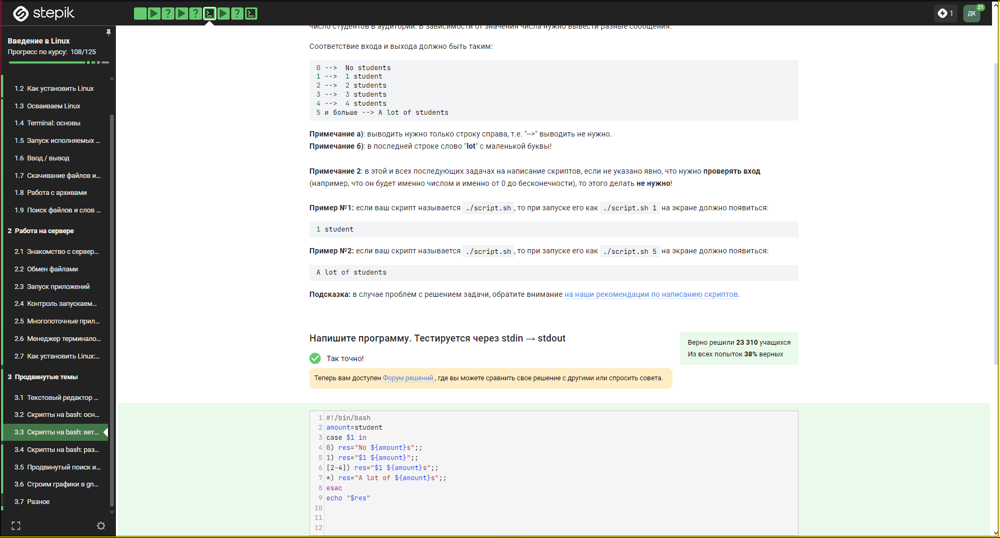 stepik
1
ДК
21
Введение в Linux
Прогресс по курсу: 108/125
1.2 Как установить Linux
1.3 Осваиваем Linux
1.4 Terminal: основы
1.5 Запуск исполняемых ...
1.6 Ввод / вывод
1.7 Скачивание файлов и...
1.8 Работа с архивами
1.9 Поиск файлов и слов ...
2 Работа на сервере
2.1 Знакомство с сервер...
2.2 Обмен файлами
2.3 Запуск приложений
2.4 Контроль запускаем...
2.5 Многопоточные прил...
2.6 Менеджер терминало...
2.7 Как установить Linux:...
3 Продвинутые темы
3.1 Текстовый редактор ...
3.2 Скрипты на bash: осн...
3.3 Скрипты на bash: вет...
3.4 Скрипты на bash: раз...
3.5 Продвинутый поиск и...
3.6 Строим графики в gn...
3.7 Разное
число студентов в аудитории. В зависимости от значения числа нужно вывести разные сообщения.
Соответствие входа и выхода должно быть таким:
0 -->  No students
1 -->  1 student
2 -->  2 students
3 -->  3 students
4 -->  4 students
5 и больше --> A lot of students
Примечание а): выводить нужно только строку справа, т.е. "-->" выводить не нужно.
Примечание б): в последней строке слово "lot" с маленькой буквы!
Примечание 2: в этой и всех последующих задачах на написание скриптов, если не указано явно, что нужно проверять вход
(например, что он будет именно числом и именно от 0 до бесконечности), то этого делать не нужно!
Пример №1: если ваш скрипт называется ./script.sh, то при запуске его как ./script.sh 1 на экране должно появиться:
1 student
Пример №2: если ваш скрипт называется ./script.sh, то при запуске его как ./script.sh 5 на экране должно появиться:
A lot of students
Подсказка: в случае проблем с решением задачи, обратите внимание на наши рекомендации по написанию скриптов.
Напишите программу. Тестируется через stdin → stdout
Верно решили 23 310 учащихся
Из всех попыток 38% верных
Так точно!
Теперь вам доступен Форум решений , где вы можете сравнить свое решение с другими или спросить совета.
1 #!/bin/bash
2 amount=student
3 case $1 in
4 0) res="No ${amount}s";;
5 1) res="$1 ${amount}";;
6 [2-4]) res="$1 ${amount}s";;
7 *) res="A lot of ${amount}s";;
8 esac
9 echo "$res"
10
11
12